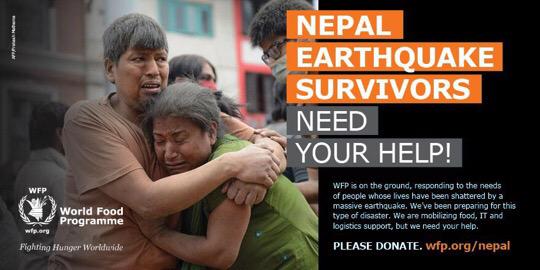 AFP/Prakash Mathema
NEPAL
EARTHQUAKE
SURVIVORS
NEED
YOUR HELP!
WFP is on the ground, responding to the needs
of people whose lives have been shattered by a
massive earthquake. We've been preparing for this
type of disaster. We are mobilizing food, IT and
logistics support, but we need your help.
PLEASE DONATE. wfp.org/nepal
WFP
wfp.org
World Food
Programme
Fighting Hunger Worldwide